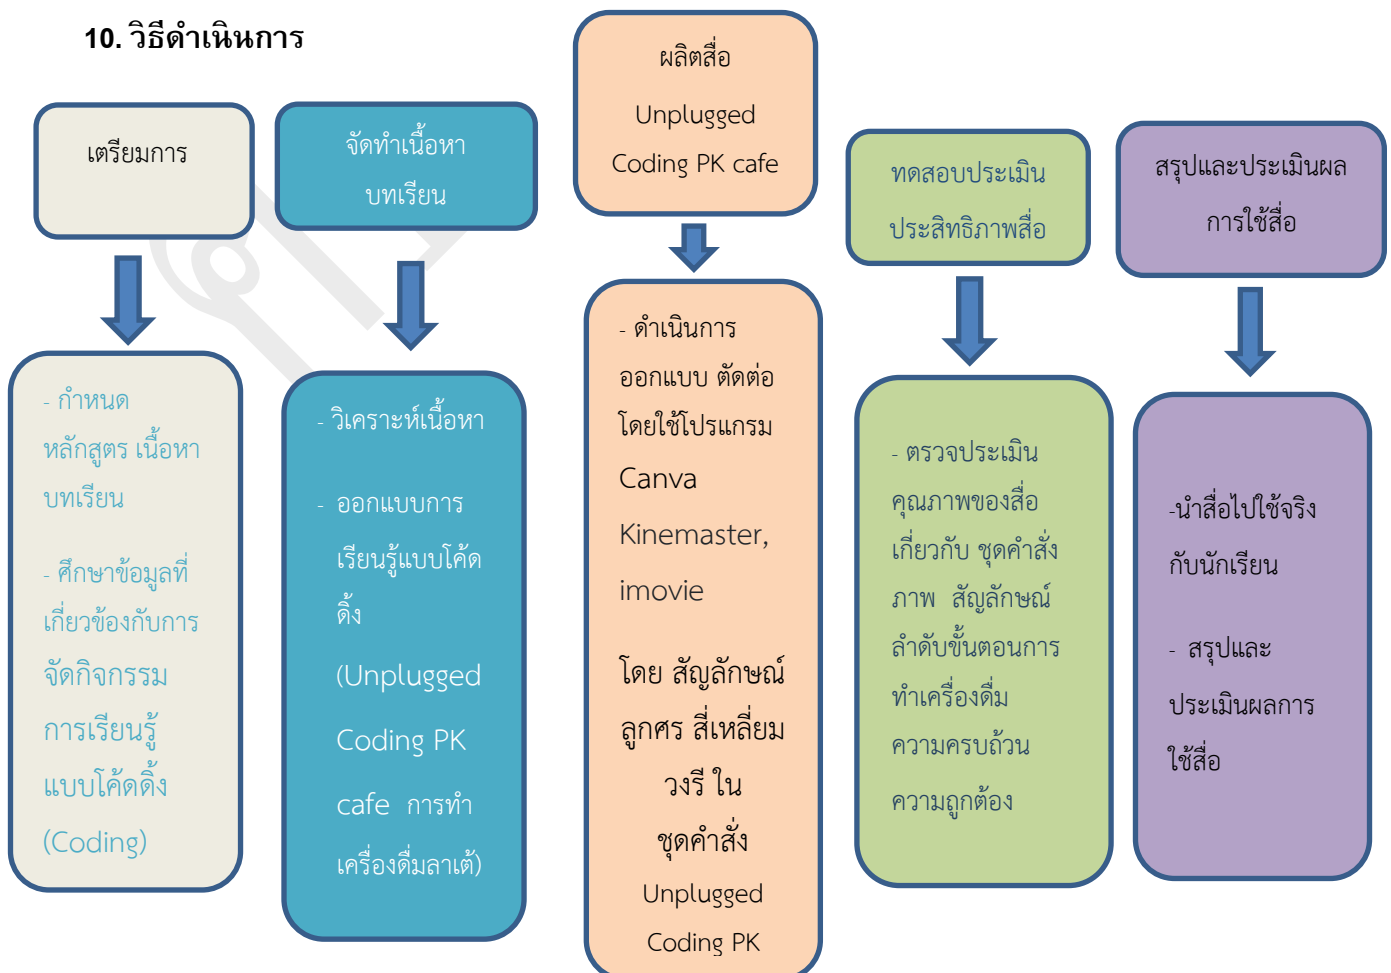 10. วิธีดำเนินการ
เตรียมการ
- กำหนด
หลักสูตร เนื้อหา
บทเรียน
- ศึกษาข้อมูลที่
เกี่ยวข้องกับการ
จัดกิจกรรม
การเรียนรู้
แบบโค้ดดิ้ง
(Coding)
จัดทำเนื้อหา
บทเรียน
- วิเคราะห์เนื้อหา
- ออกแบบการ
เรียนรู้แบบโค้ด
ดิ้ง
(Unplugged
Coding PK
cafe การทำ
เครื่องดื่มลาเต้)
ผลิตสื่อ
Unplugged
Coding PK cafe
- ดำเนินการ
ออกแบบ ตัดต่อ
โดยใช้โปรแกรม
Canva
Kinemaster,
imovie
โดย สัญลักษณ์
ลูกศร สี่เหลี่ยม
วงรี ใน
ชุดคำสั่ง
Unplugged
Coding PK
ทดสอบประเมิน
ประสิทธิภาพสื่อ
- ตรวจประเมิน
คุณภาพของสื่อ
เกี่ยวกับ ชุดคำสั่ง
ภาพ สัญลักษณ์
ลำดับขั้นตอนการ
ทำเครื่องดื่ม
ความครบถ้วน
ความถูกต้อง
สรุปและประเมินผล
การใช้สื่อ
-นำสื่อไปใช้จริง
กับนักเรียน
- สรุปและ
ประเมินผลการ
ใช้สื่อ